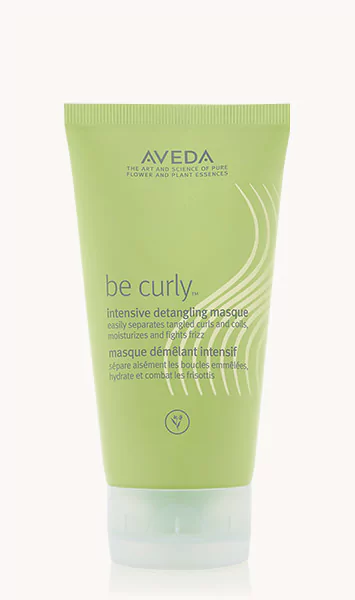 AVEDA
THE ART AND SCIENCE OF PURE
FLOWER AND PLANT ESSENCES
be curly™
intensive detangling masque
easily separates tangled curls and coils,
moisturizes and fights frizz
masque démêlant intensif
sépare aisément les boucles emmêlées,
hydrate et combat les frisottis